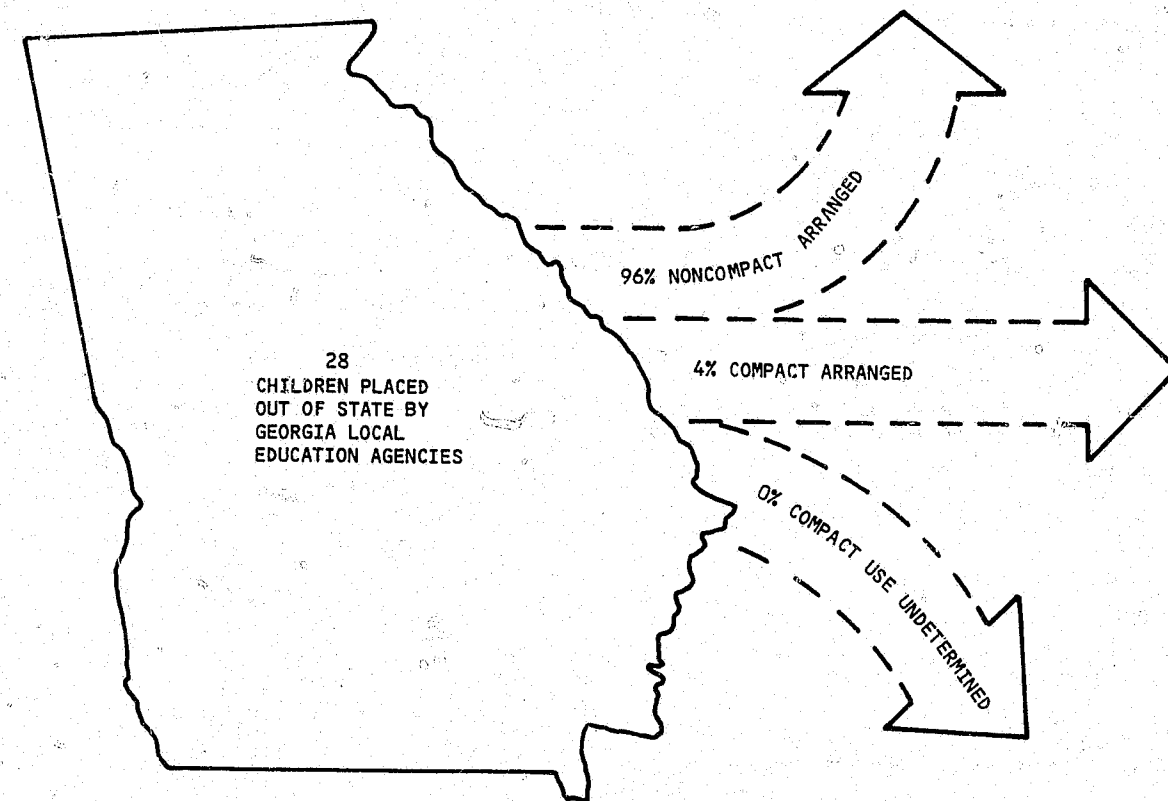 28
CHILDREN PLACED
OUT OF STATE BY
GEORGIA LOCAL
EDUCATION AGENCIES
96% NONCOMPACT ARRANGED
4% COMPACT ARRANGED
0% COMPACT USE UNDETERMINED